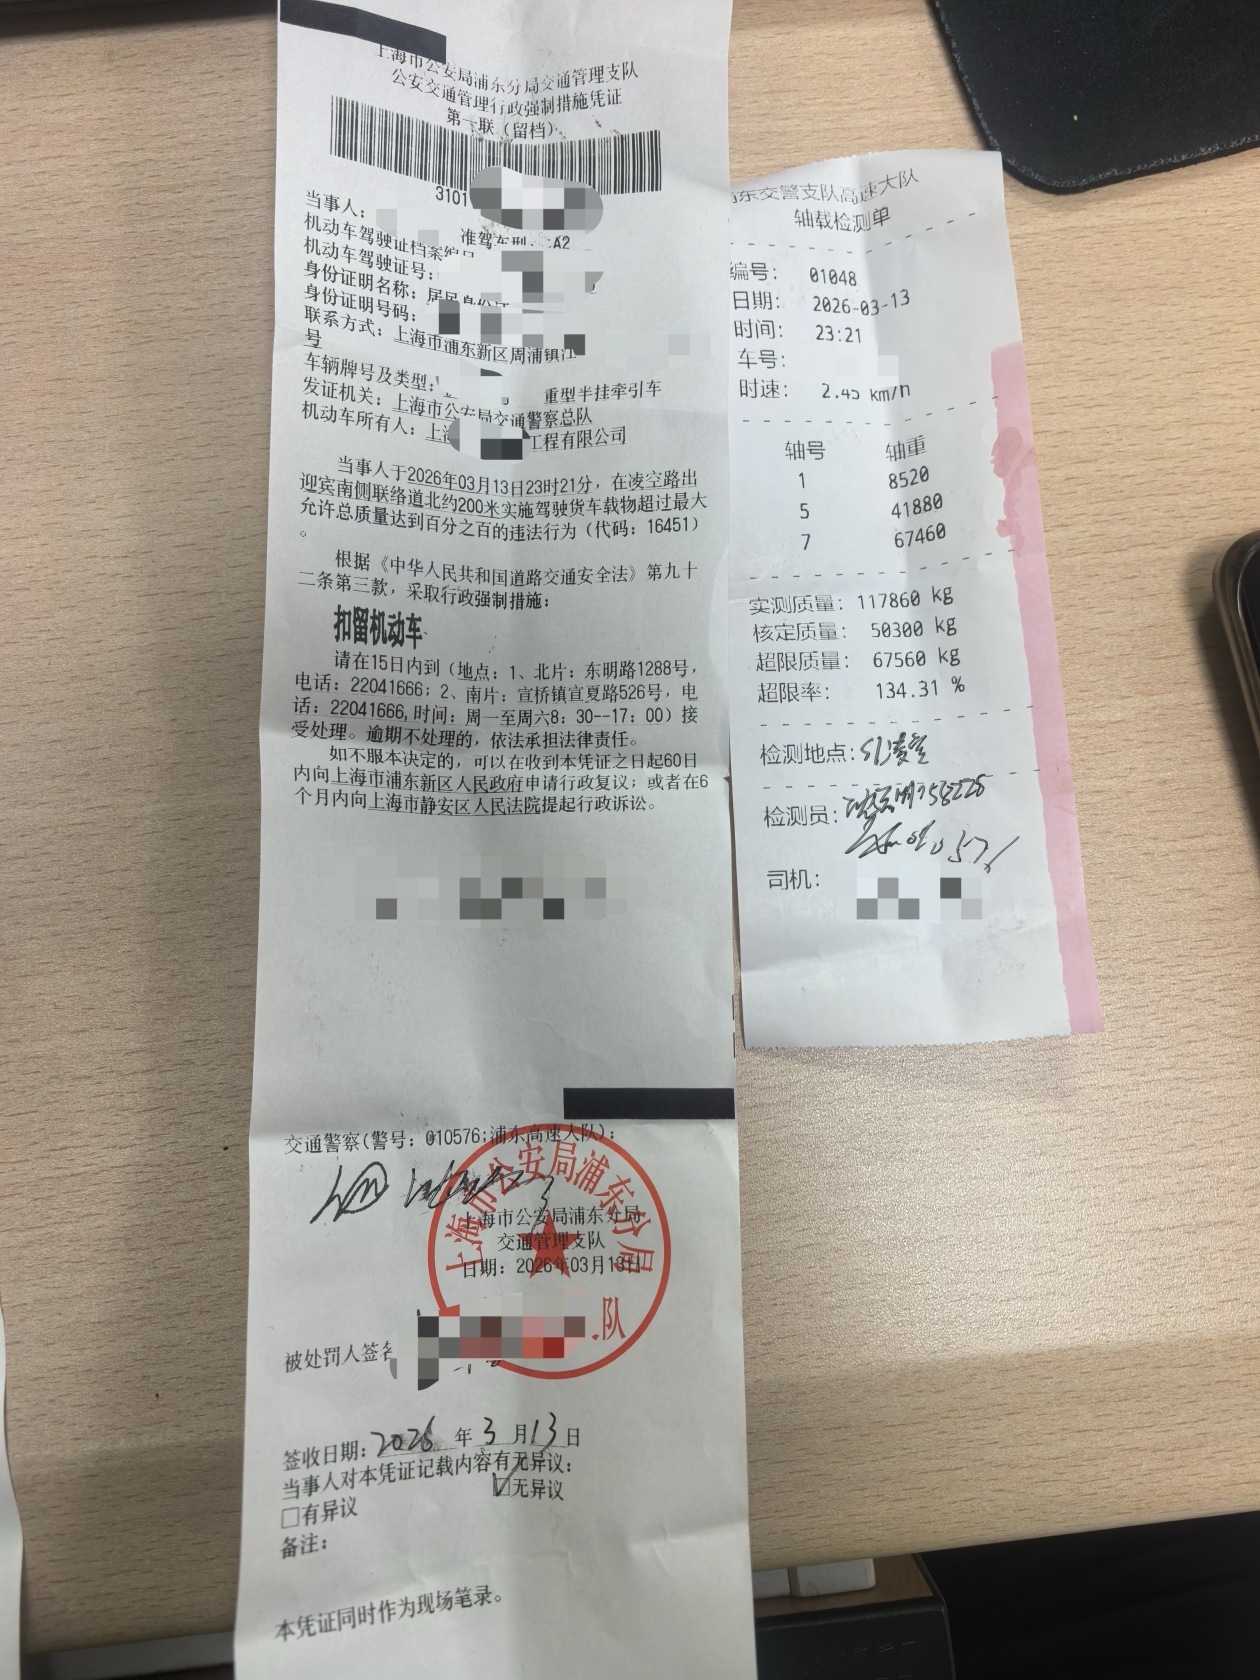 上海市公安局浦东分局交通管理支队
公安交通管理行政强制措施凭证
第一联（留档）
3101
当事人：
准驾车型：A2
机动车驾驶证档案编号
机动车驾驶证号：
身份证明名称：居民身份证
身份证明号码：
联系方式：上海市浦东新区周浦镇江
号
车辆牌号及类型：
重型半挂牵引车
发证机关：上海市公安局交通警察总队
机动车所有人：上海
工程有限公司
当事人于2026年03月13日23时21分，在凌空路出
迎宾南侧联络道北约200米实施驾驶货车载物超过最大
允许总质量达到百分之百的违法行为（代码：16451）
。
根据《中华人民共和国道路交通安全法》第九十
二条第三款，采取行政强制措施：
扣留机动车
请在15日内到（地点：1、北片：东明路1288号，
电话：22041666；2、南片：宣桥镇宣夏路526号，电
话：22041666,时间：周一至周六8：30--17：00）接
受处理。逾期不处理的，依法承担法律责任。
如不服本决定的，可以在收到本凭证之日起60日
内向上海市浦东新区人民政府申请行政复议；或者在6
个月内向上海市静安区人民法院提起行政诉讼。
交通警察(警号：010576;浦东高速大队)：
上海市公安局浦东分局
交通管理支队
日期：2026年03月13日
上海市公安局浦东分局
队
被处罚人签名
签收日期：2026 年 3 月 13 日
当事人对本凭证记载内容有无异议：
□有异议 ☑无异议
备注：
本凭证同时作为现场笔录。
东交警支队高速大队
轴载检测单
编号： 01048
日期： 2026-03-13
时间： 23:21
车号：
时速： 2.45 km/h
轴号 轴重
1 8520
5 41880
7 67460
实测质量：117860 kg
核定质量： 50300 kg
超限质量： 67560 kg
超限率： 134.31 %
检测地点：
检测员：
司机：